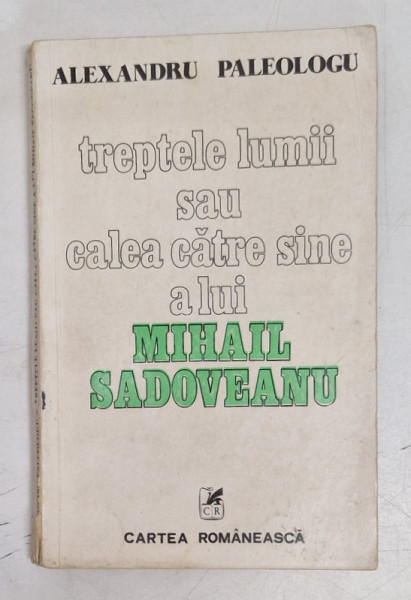 ALEXANDRU PALEOLOGU
treptele lumii
sau
calea către sine
a lui
MIHAIL
SADOVEANU
CR
CARTEA ROMÂNEASCĂ